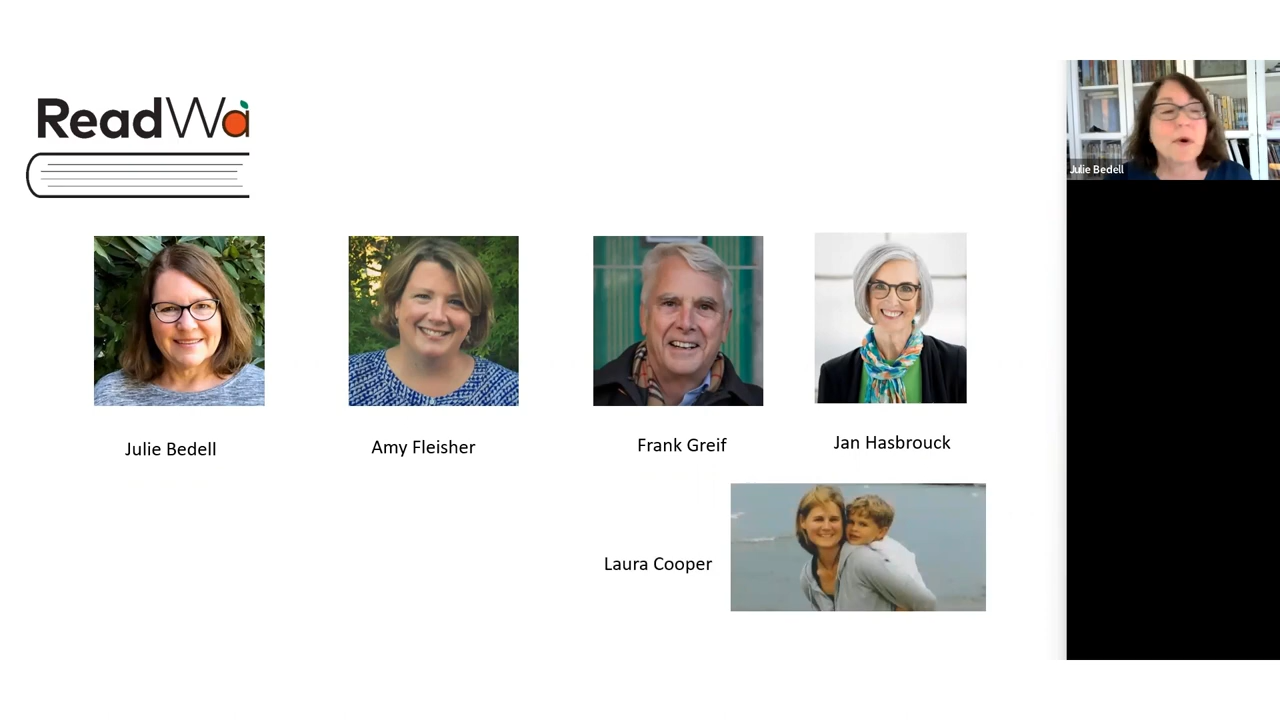 ReadWa
Julie Bedell
Julie Bedell
Amy Fleisher
Frank Greif
Jan Hasbrouck
Laura Cooper